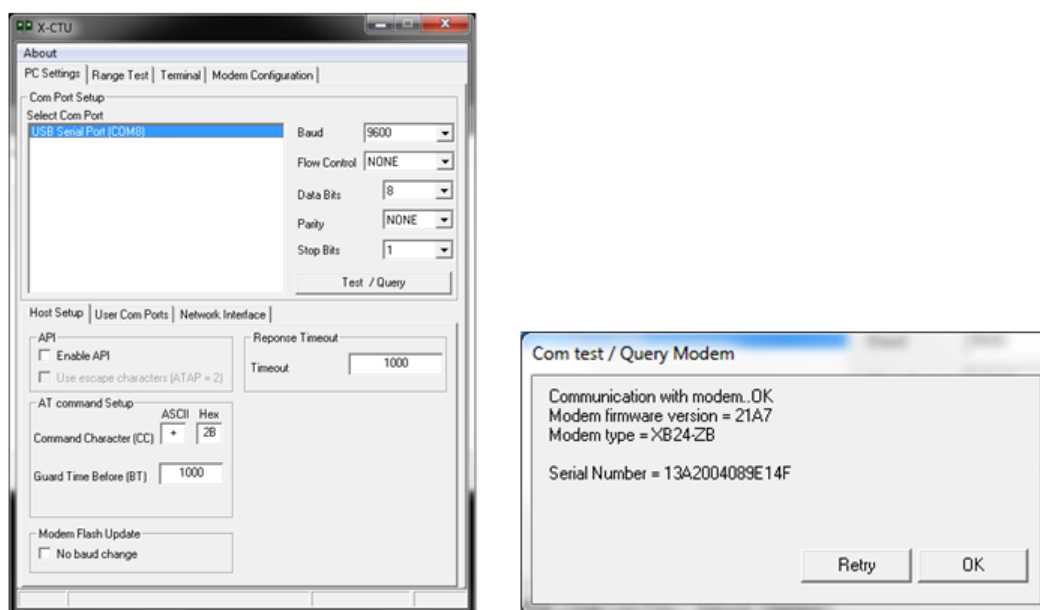 X-CTU
About
PC Settings Range Test Terminal Modem Configuration
Com Port Setup
Select Com Port
USB Serial Port (COM8)
Baud 9600
Flow Control NONE
Data Bits 8
Parity NONE
Stop Bits 1
Test / Query
Host Setup User Com Ports Network Interface
API
Enable API
Use escape characters (ATAP = 2)
Reponse Timeout
Timeout 1000
AT command Setup
ASCII Hex
Command Character (CC) + 2B
Guard Time Before (BT) 1000
Modem Flash Update
No baud change
Com test / Query Modem
Communication with modem..OK
Modem firmware version = 21A7
Modem type = XB24-ZB
Serial Number = 13A2004089E14F
Retry OK